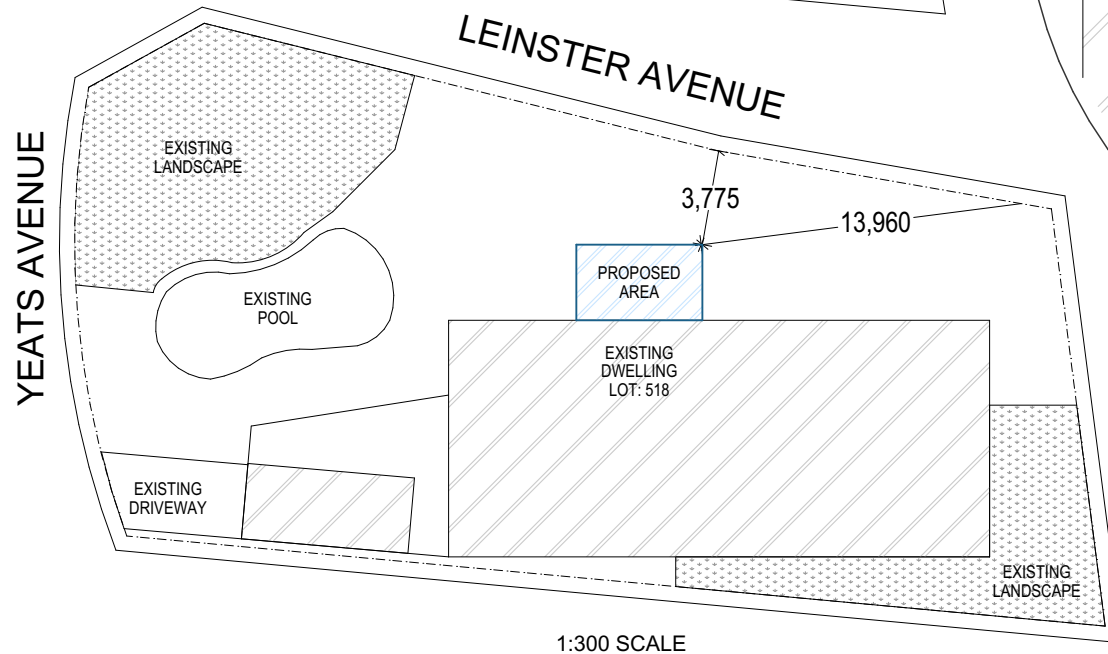 LEINSTER AVENUE
YEATS AVENUE
EXISTING
LANDSCAPE
3,775
13,960
PROPOSED
AREA
EXISTING
POOL
EXISTING
DWELLING
LOT: 518
EXISTING
DRIVEWAY
EXISTING
LANDSCAPE
1:300 SCALE